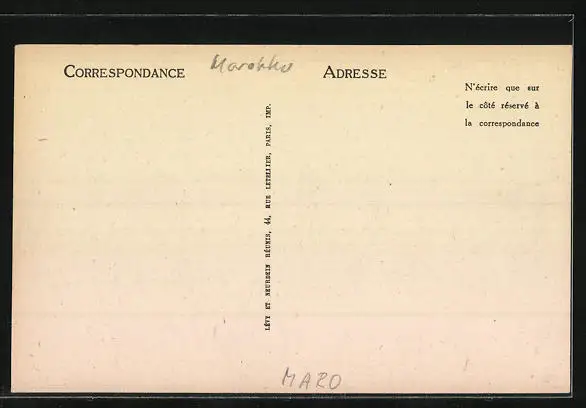 CORRESPONDANCE
Marokko
ADRESSE
N'écrire que sur
le côté réservé à
la correspondance
LÉVY ET NEURDEIN RÉUNIS, 44, RUE LETELLIER, PARIS, IMP.
MARO